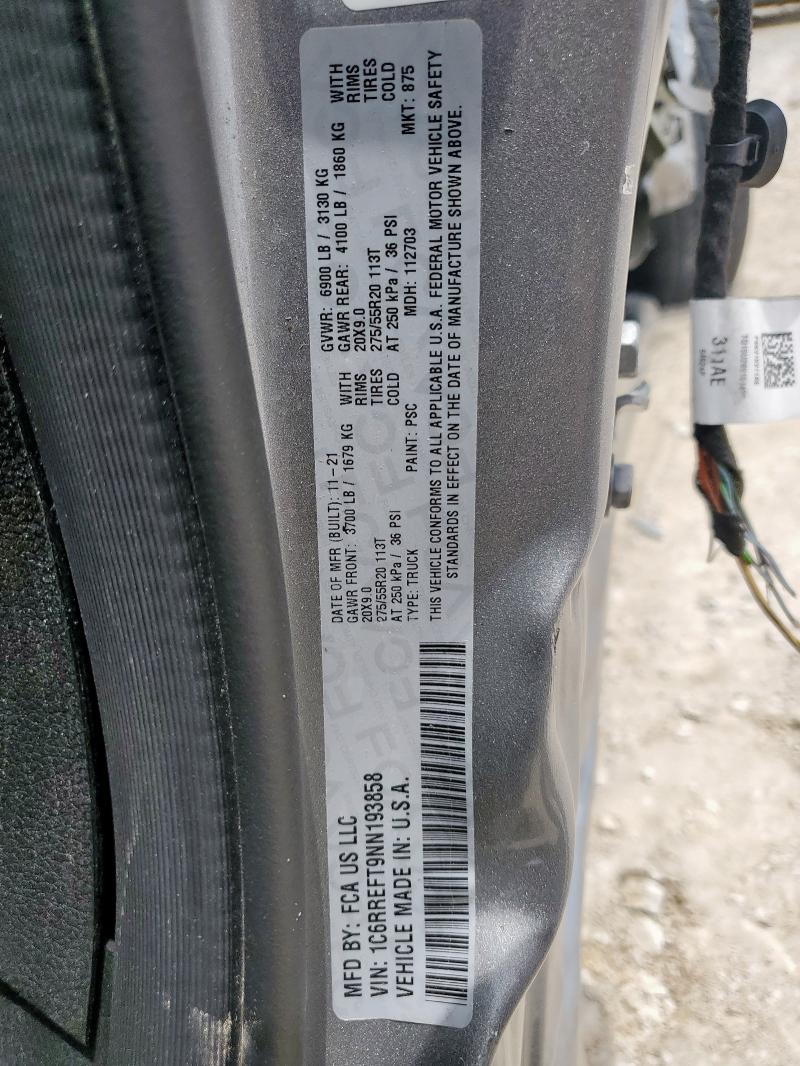 MFD BY: FCA US LLC
VIN: 1C6RREFT9NN193858
VEHICLE MADE IN: U.S.A.
DATE OF MFR (BUILT): 11-21 GVWR: 6900 LB / 3130 KG
GAWR FRONT: 3700 LB / 1679 KG WITH GAWR REAR: 4100 LB / 1860 KG WITH
20X9.0 RIMS 20X9.0 RIMS
275/55R20 113T TIRES 275/55R20 113T TIRES
AT 250 kPa / 36 PSI COLD AT 250 kPa / 36 PSI COLD
TYPE: TRUCK PAINT: PSC MDH: 112703 MKT: 875
THIS VEHICLE CONFORMS TO ALL APPLICABLE U.S.A. FEDERAL MOTOR VEHICLE SAFETY
STANDARDS IN EFFECT ON THE DATE OF MANUFACTURE SHOWN ABOVE.
311AE